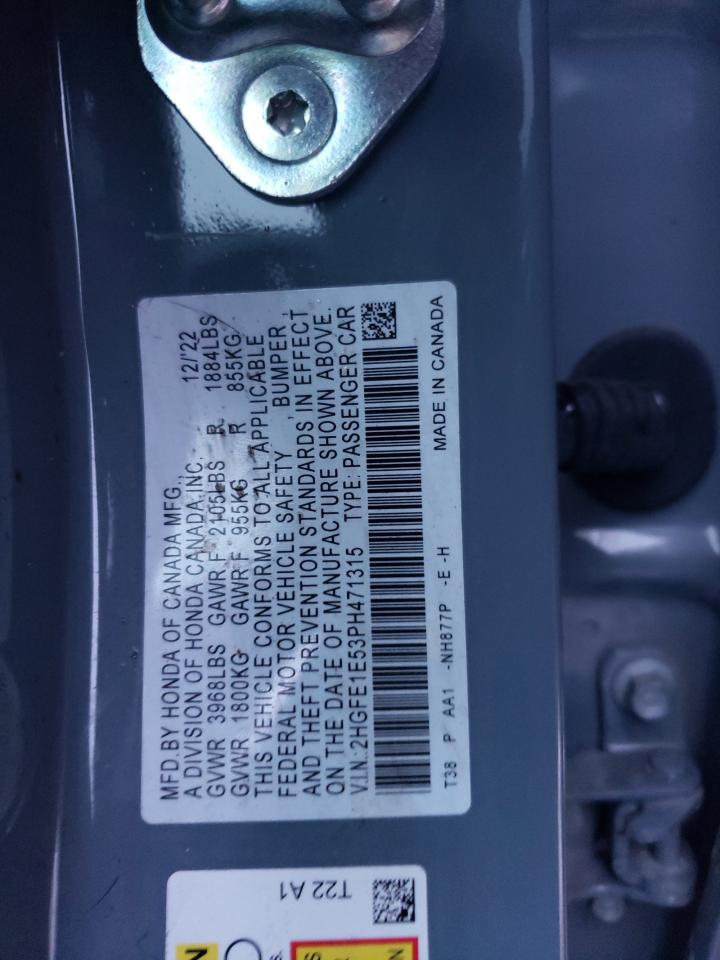 MFD.BY HONDA OF CANADA MFG.,
A DIVISION OF HONDA CANADA INC. 12/'22
GVWR 3968LBS GAWR F 2105LBS R 1884LBS
GVWR 1800KG GAWR F 955KG R 855KG
THIS VEHICLE CONFORMS TO ALL APPLICABLE
FEDERAL MOTOR VEHICLE SAFETY , BUMPER ,
AND THEFT PREVENTION STANDARDS IN EFFECT
ON THE DATE OF MANUFACTURE SHOWN ABOVE.
V.I.N.:2HGFE1E53PH471315 TYPE: PASSENGER CAR
T38 P AA1 -NH877P -E -H MADE IN CANADA
T22 A1